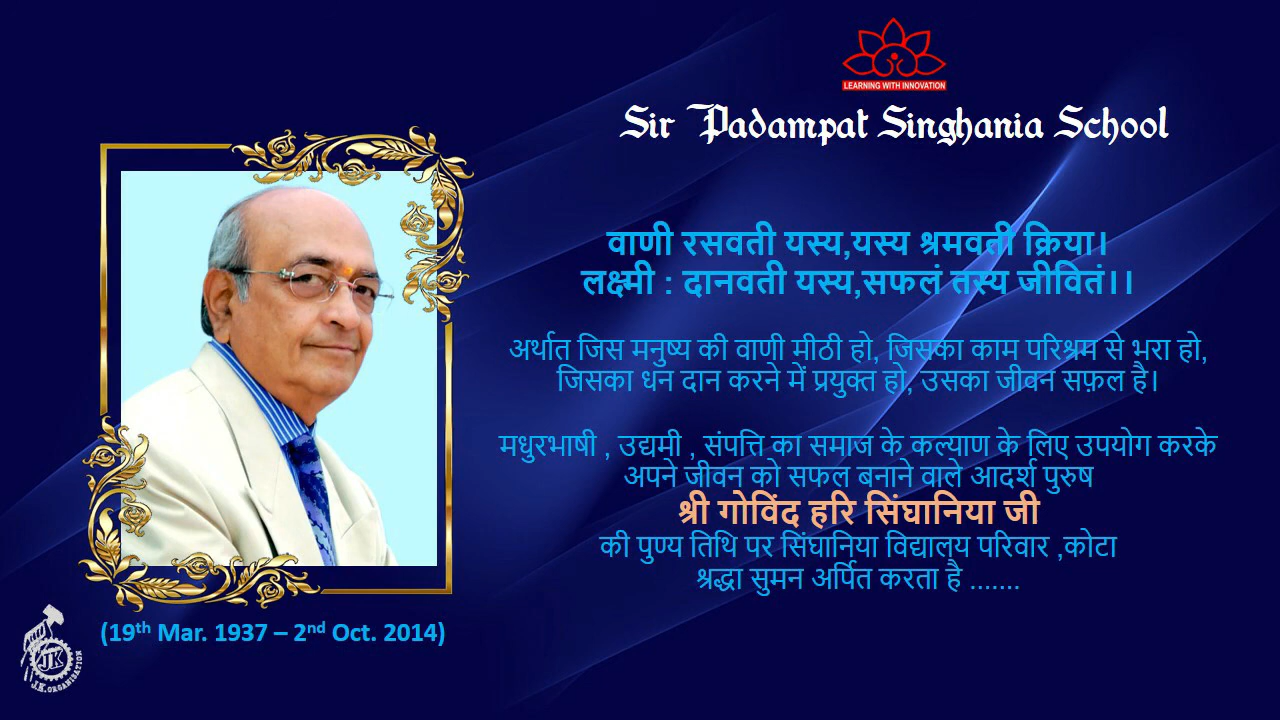 LEARNING WITH INNOVATION
Sir Padampat Singhania School
वाणी रसवती यस्य,यस्य श्रमवती क्रिया।
लक्ष्मी : दानवती यस्य,सफलं तस्य जीवितं।।
अर्थात जिस मनुष्य की वाणी मीठी हो, जिसका काम परिश्रम से भरा हो,
जिसका धन दान करने में प्रयुक्त हो, उसका जीवन सफ़ल है।
मधुरभाषी , उद्यमी , संपत्ति का समाज के कल्याण के लिए उपयोग करके
अपने जीवन को सफल बनाने वाले आदर्श पुरुष
श्री गोविंद हरि सिंघानिया जी
की पुण्य तिथि पर सिंघानिया विद्यालय परिवार ,कोटा
श्रद्धा सुमन अर्पित करता है .......
(19th Mar. 1937 – 2nd Oct. 2014)
JK
J.K. ORGANISATION